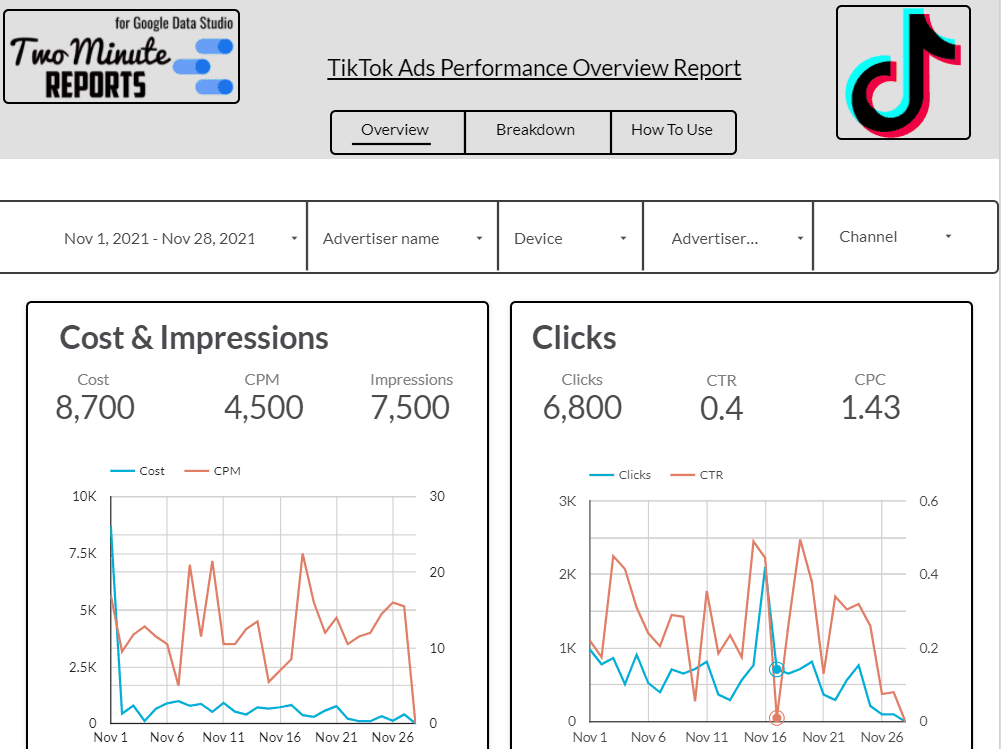 for Google Data Studio
Two Minute
REPORTS
TikTok Ads Performance Overview Report
Overview Breakdown How To Use
Nov 1, 2021 - Nov 28, 2021 Advertiser name Device Advertiser... Channel
Cost & Impressions
Cost CPM Impressions
8,700 4,500 7,500
Cost CPM
10K 30
7.5K
20
5K
10
2.5K
0 0
Nov 1 Nov 6 Nov 11 Nov 16 Nov 21 Nov 26
Clicks
Clicks CTR CPC
6,800 0.4 1.43
Clicks CTR
3K 0.6
2K 0.4
1K 0.2
0 0
Nov 1 Nov 6 Nov 11 Nov 16 Nov 21 Nov 26